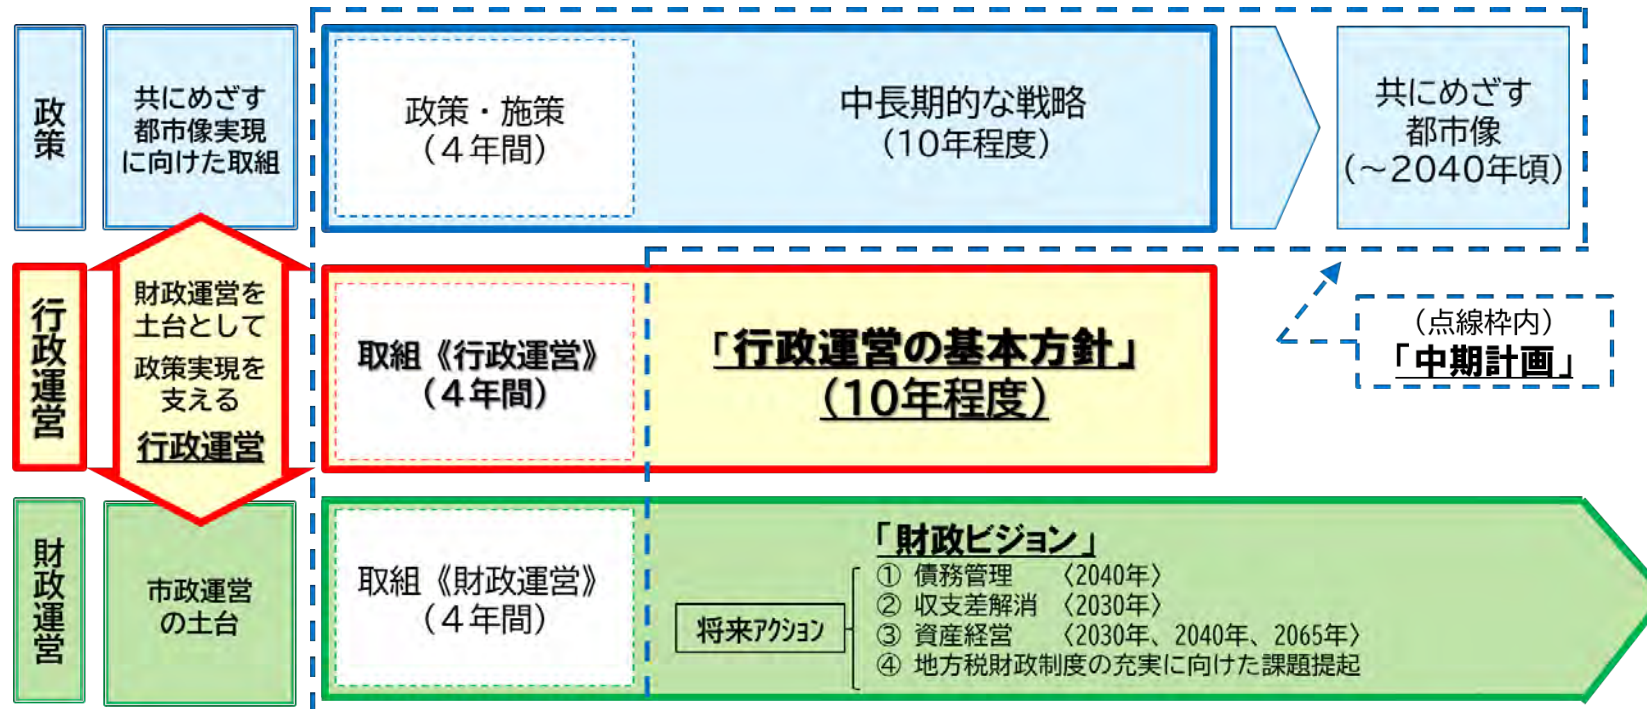 政策
共にめざす
都市像実現
に向けた取組
政策・施策
（４年間）
中長期的な戦略
（10年程度）
共にめざす
都市像
（～2040年頃）
行政運営
財政運営を
土台として
政策実現を
支える
行政運営
取組《行政運営》
（４年間）
「行政運営の基本方針」
（10年程度）
（点線枠内）
「中期計画」
財政運営
市政運営
の土台
取組《財政運営》
（４年間）
「財政ビジョン」
将来アクション
① 債務管理　〈2040年〉
② 収支差解消　〈2030年〉
③ 資産経営　〈2030年、2040年、2065年〉
④ 地方税財政制度の充実に向けた課題提起